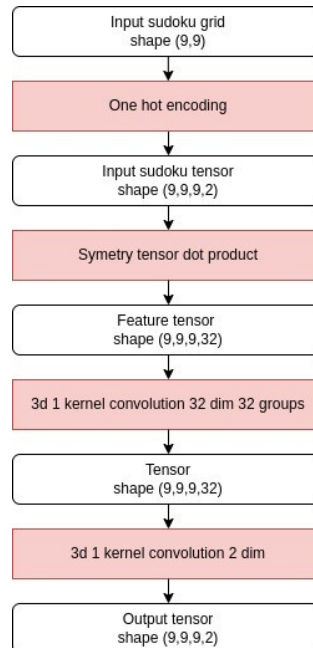 Input sudoku grid
shape (9,9)
One hot encoding
Input sudoku tensor
shape (9,9,9,2)
Symetry tensor dot product
Feature tensor
shape (9,9,9,32)
3d 1 kernel convolution 32 dim 32 groups
Tensor
shape (9,9,9,32)
3d 1 kernel convolution 2 dim
Output tensor
shape (9,9,9,2)